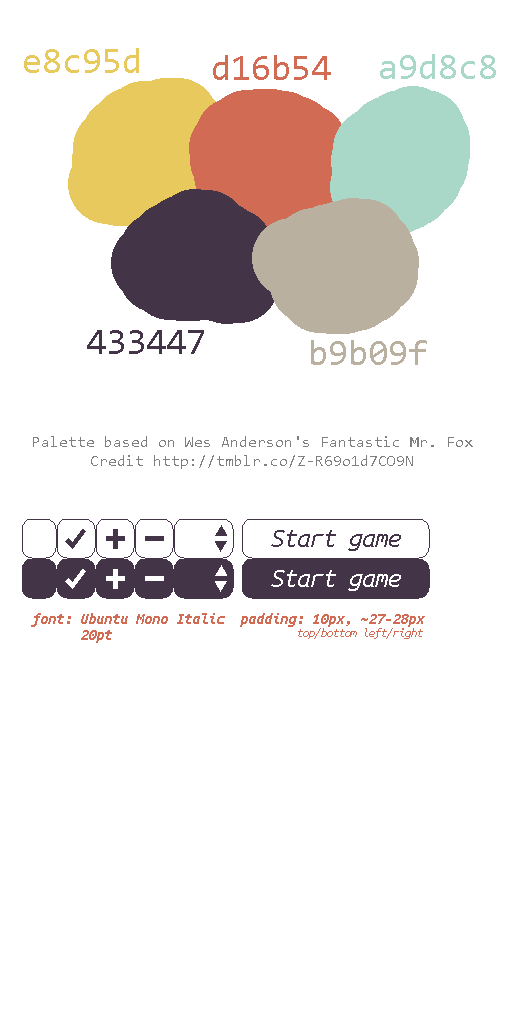 e8c95d
d16b54
a9d8c8
433447
b9b09f
Palette based on Wes Anderson's Fantastic Mr. Fox
Credit http://tmblr.co/Z-R69o1d7CO9N
Start game
Start game
font: Ubuntu Mono Italic
20pt
padding: 10px, ~27-28px
top/bottom left/right